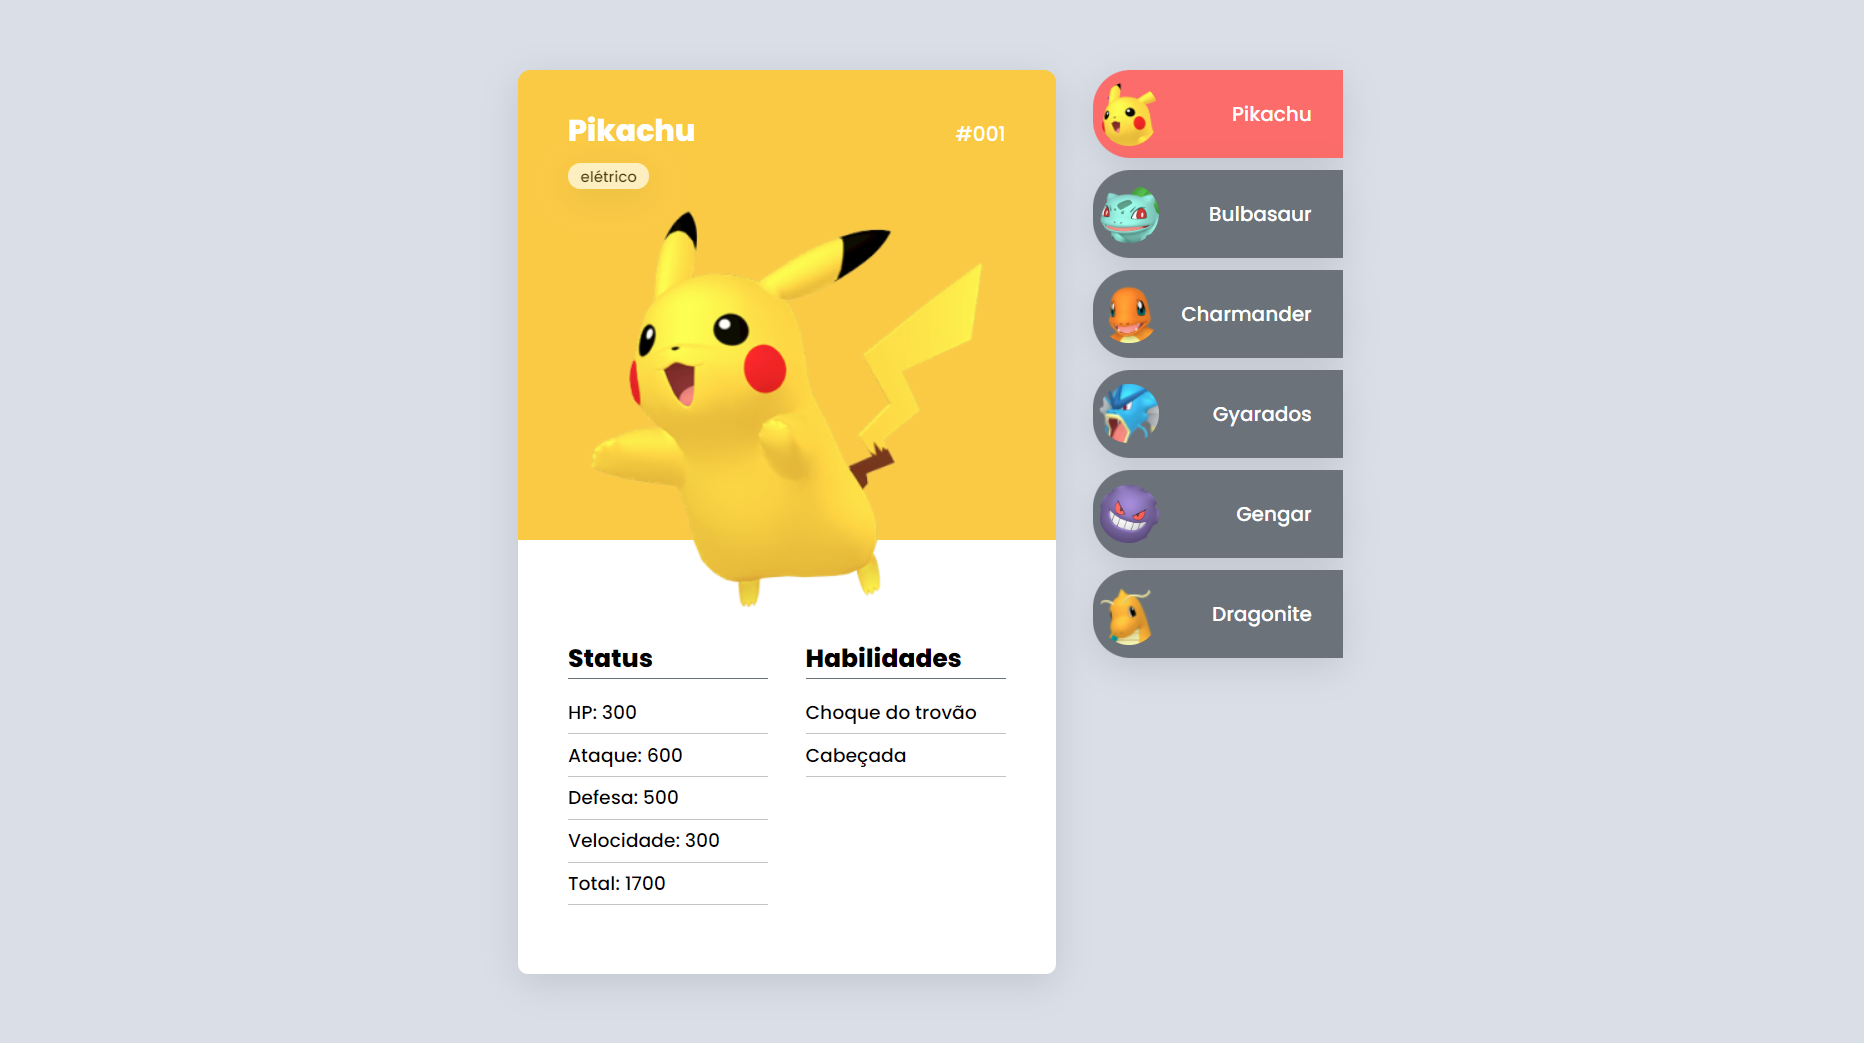 Pikachu
#001
elétrico
Status
HP: 300
Ataque: 600
Defesa: 500
Velocidade: 300
Total: 1700
Habilidades
Choque do trovão
Cabeçada
Pikachu
Bulbasaur
Charmander
Gyarados
Gengar
Dragonite